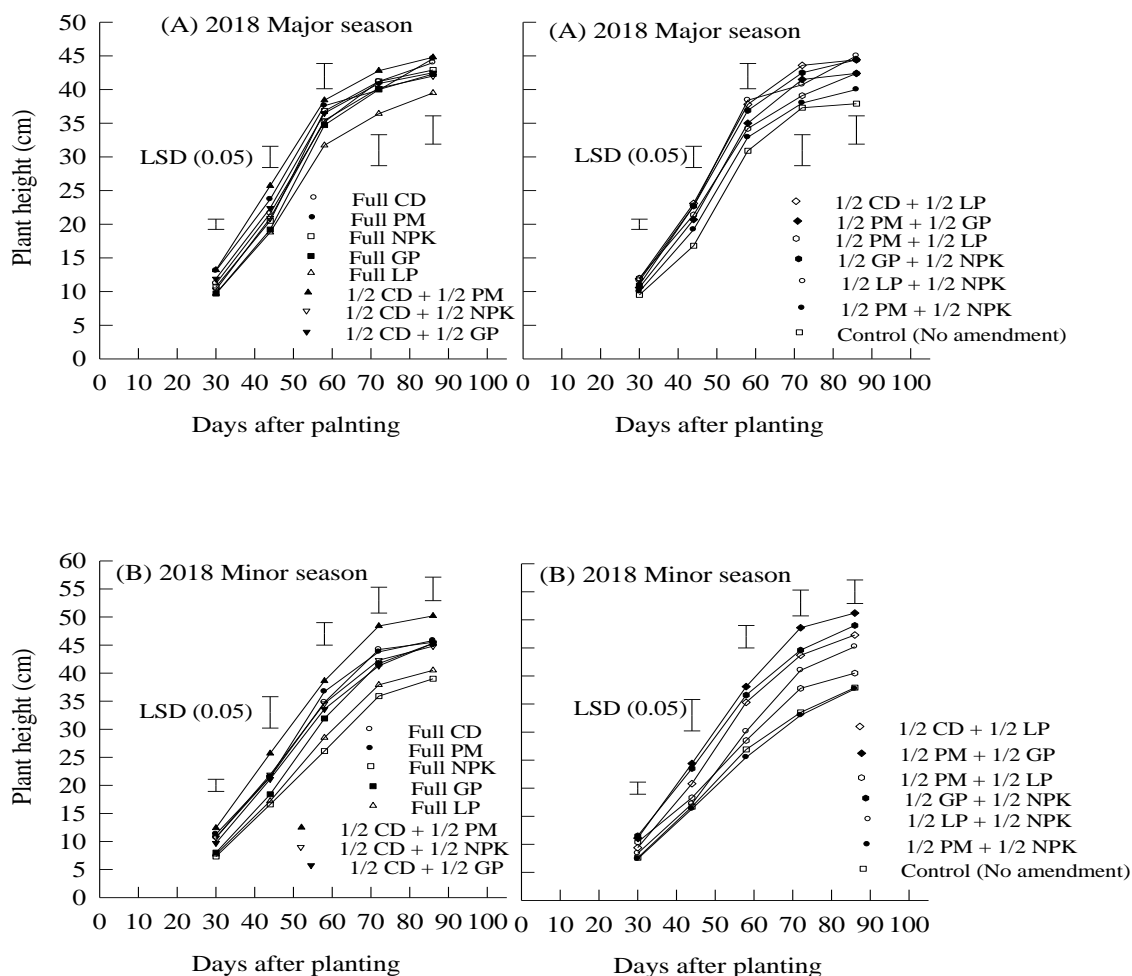 (A) 2018 Major season
50
45
40
35
30
25
20
15
10
5
0
Plant height (cm)
LSD (0.05)
Full CD
Full PM
Full NPK
Full GP
Full LP
1/2 CD + 1/2 PM
1/2 CD + 1/2 NPK
1/2 CD + 1/2 GP
0 10 20 30 40 50 60 70 80 90 100
Days after palnting
(A) 2018 Major season
LSD (0.05)
1/2 CD + 1/2 LP
1/2 PM + 1/2 GP
1/2 PM + 1/2 LP
1/2 GP + 1/2 NPK
1/2 LP + 1/2 NPK
1/2 PM + 1/2 NPK
Control (No amendment)
0 10 20 30 40 50 60 70 80 90 100
Days after planting
(B) 2018 Minor season
60
55
50
45
40
35
30
25
20
15
10
5
0
Plant height (cm)
LSD (0.05)
Full CD
Full PM
Full NPK
Full GP
Full LP
1/2 CD + 1/2 PM
1/2 CD + 1/2 NPK
1/2 CD + 1/2 GP
0 10 20 30 40 50 60 70 80 90 100
Days after planting
(B) 2018 Minor season
LSD (0.05)
1/2 CD + 1/2 LP
1/2 PM + 1/2 GP
1/2 PM + 1/2 LP
1/2 GP + 1/2 NPK
1/2 LP + 1/2 NPK
1/2 PM + 1/2 NPK
Control (No amendment)
0 10 20 30 40 50 60 70 80 90 100
Days after planting